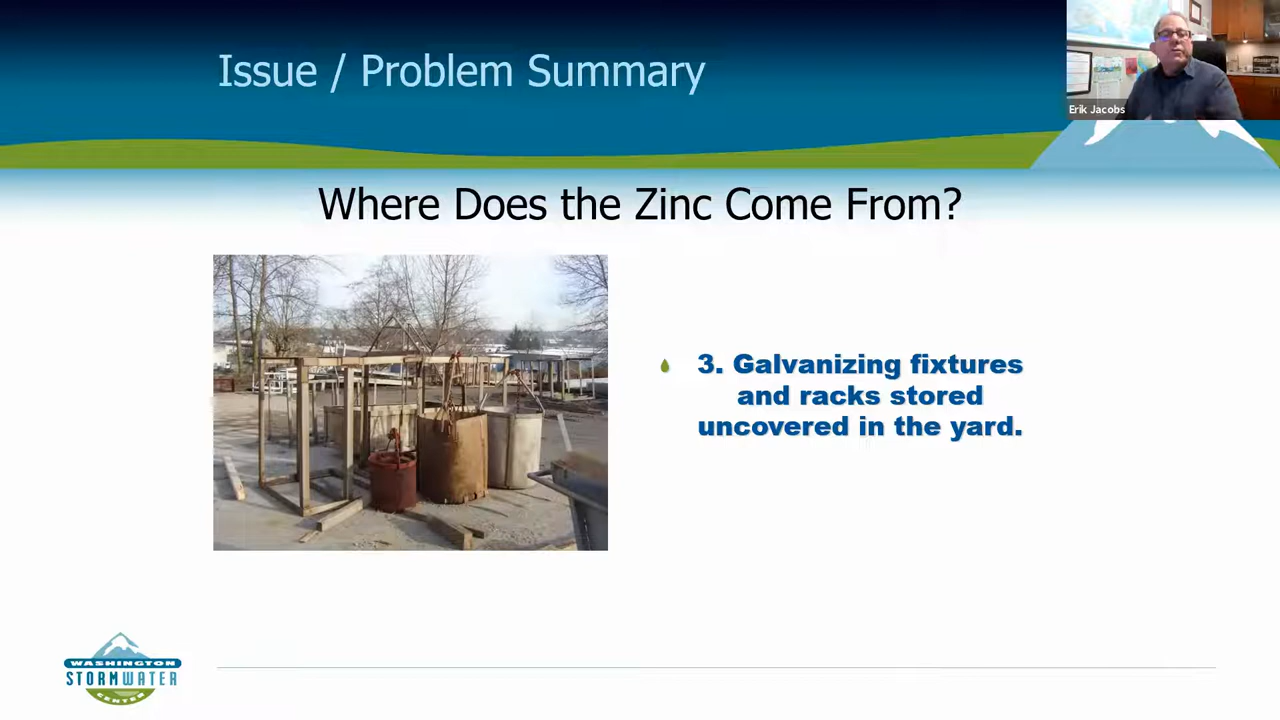 Issue / Problem Summary
Erik Jacobs
Where Does the Zinc Come From?
3. Galvanizing fixtures
and racks stored
uncovered in the yard.
WASHINGTON
STORMWATER
CENTER